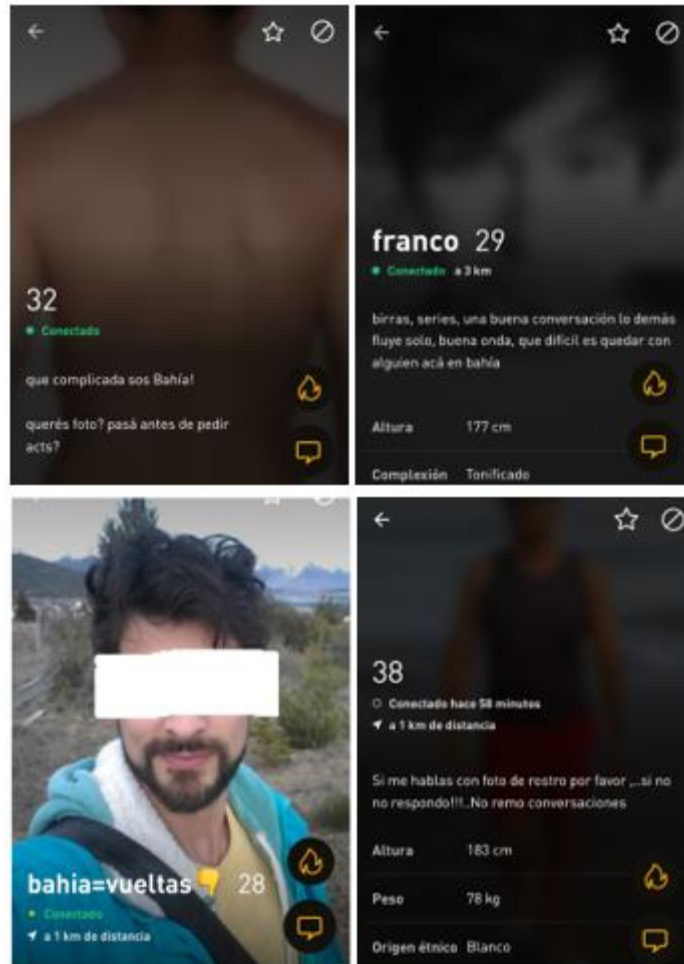 32
Conectado
que complicada sos Bahía!
querés foto? pasá antes de pedir
acts?
franco 29
Conectado a 3 km
birras, series, una buena conversación lo demás
fluye solo, buena onda, que difícil es quedar con
alguien acá en bahía
Altura 177 cm
Complexión Tonificado
bahia=vueltas👎 28
Conectado
a 1 km de distancia
38
Conectado hace 58 minutos
a 1 km de distancia
Si me hablas con foto de rostro por favor ,..si no
no respondo!!!..No remo conversaciones
Altura 183 cm
Peso 78 kg
Origen étnico Blanco